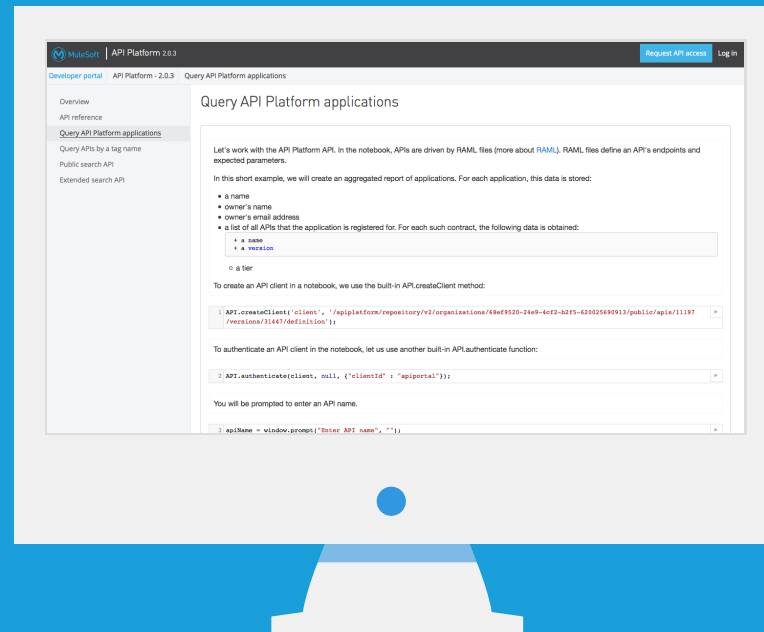 MuleSoft API Platform 2.0.3 Request API access Log in
Developer portal API Platform - 2.0.3 Query API Platform applications
Overview
API reference
Query API Platform applications
Query APIs by a tag name
Public search API
Extended search API
Query API Platform applications
Let's work with the API Platform API. In the notebook, APIs are driven by RAML files (more about RAML). RAML files define an API's endpoints and
expected parameters.
In this short example, we will create an aggregated report of applications. For each application, this data is stored:
a name
owner's name
owner's email address
a list of all APIs that the application is registered for. For each such contract, the following data is obtained:
+ a name
+ a version
a tier
To create an API client in a notebook, we use the built-in API.createClient method:
1 API.createClient('client', '/apiplatform/repository/v2/organizations/68ef9520-24a9-4cf2-b2f5-620025690913/public/apis/11197
/versions/31447/definition');
To authenticate an API client in the notebook, let us use another built-in API.authenticate function:
2 API.authenticate(client, null, {"clientId" : "apiportal"});
You will be prompted to enter an API name.
3 apiName = window.prompt("Enter API name", "");